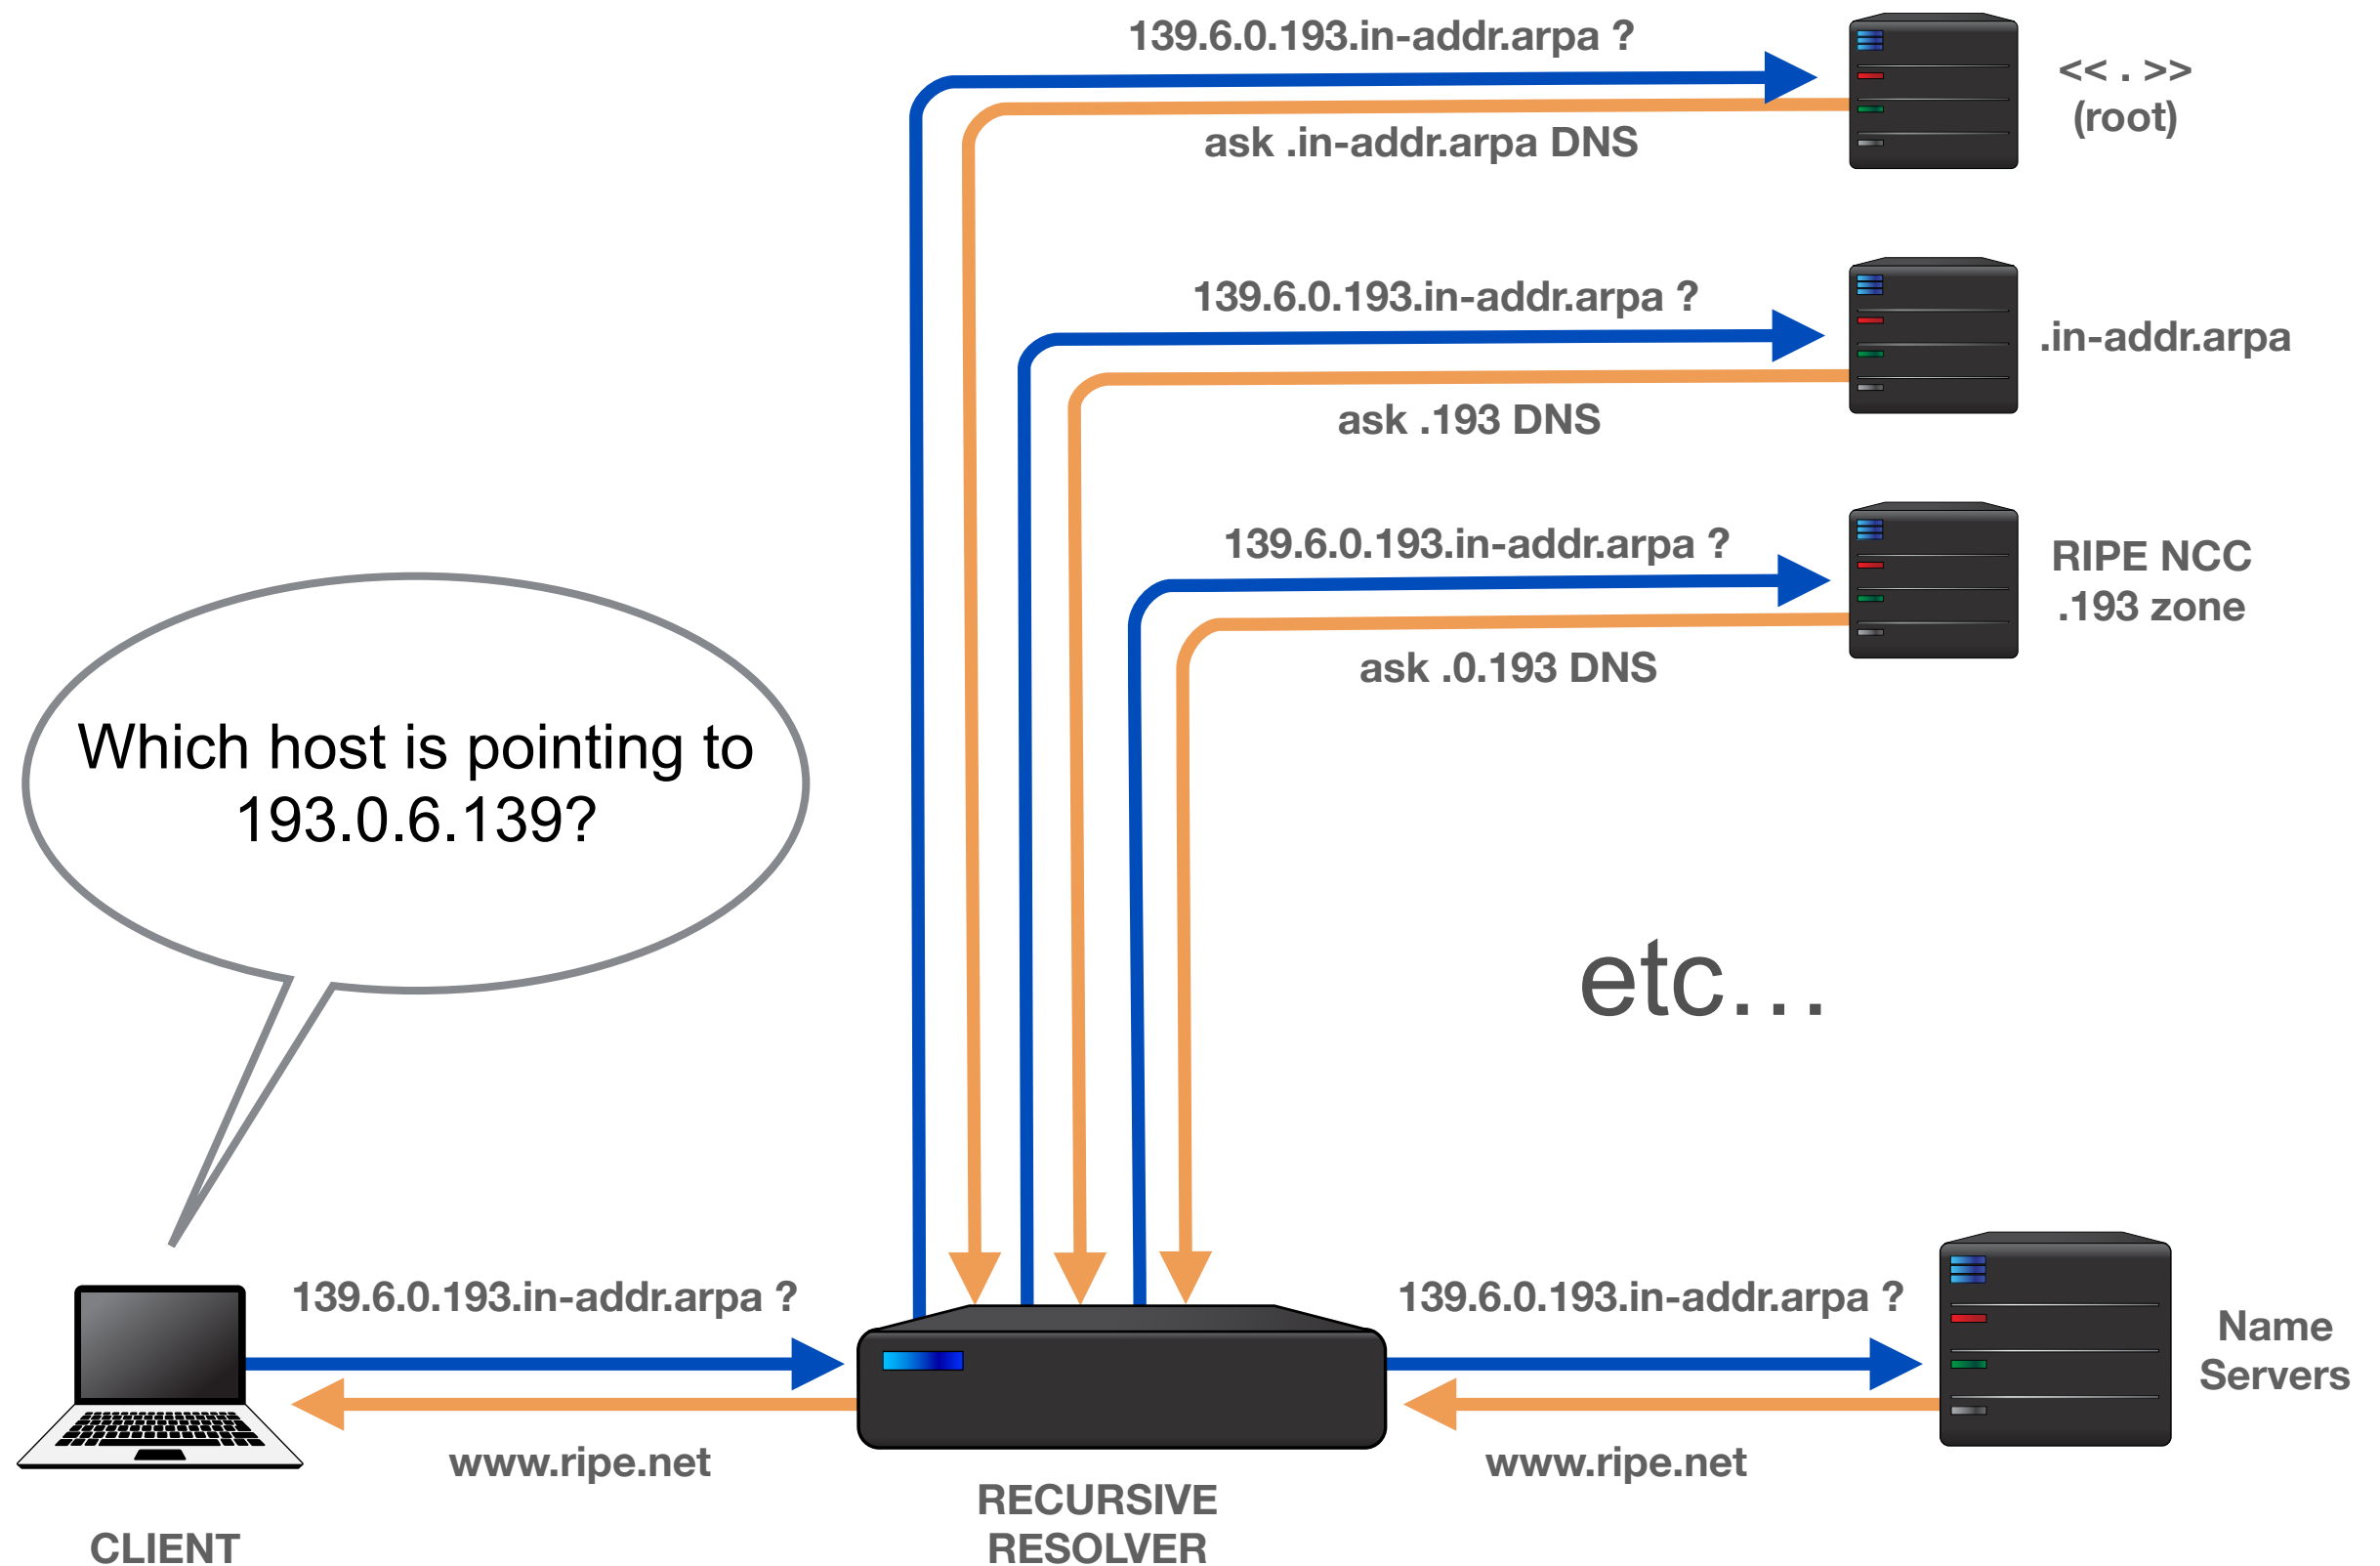 139.6.0.193.in-addr.arpa ?
<< . >>
(root)
ask .in-addr.arpa DNS
139.6.0.193.in-addr.arpa ?
.in-addr.arpa
ask .193 DNS
139.6.0.193.in-addr.arpa ?
RIPE NCC
.193 zone
ask .0.193 DNS
Which host is pointing to
193.0.6.139?
etc…
139.6.0.193.in-addr.arpa ?
139.6.0.193.in-addr.arpa ?
Name
Servers
www.ripe.net
www.ripe.net
RECURSIVE
RESOLVER
CLIENT